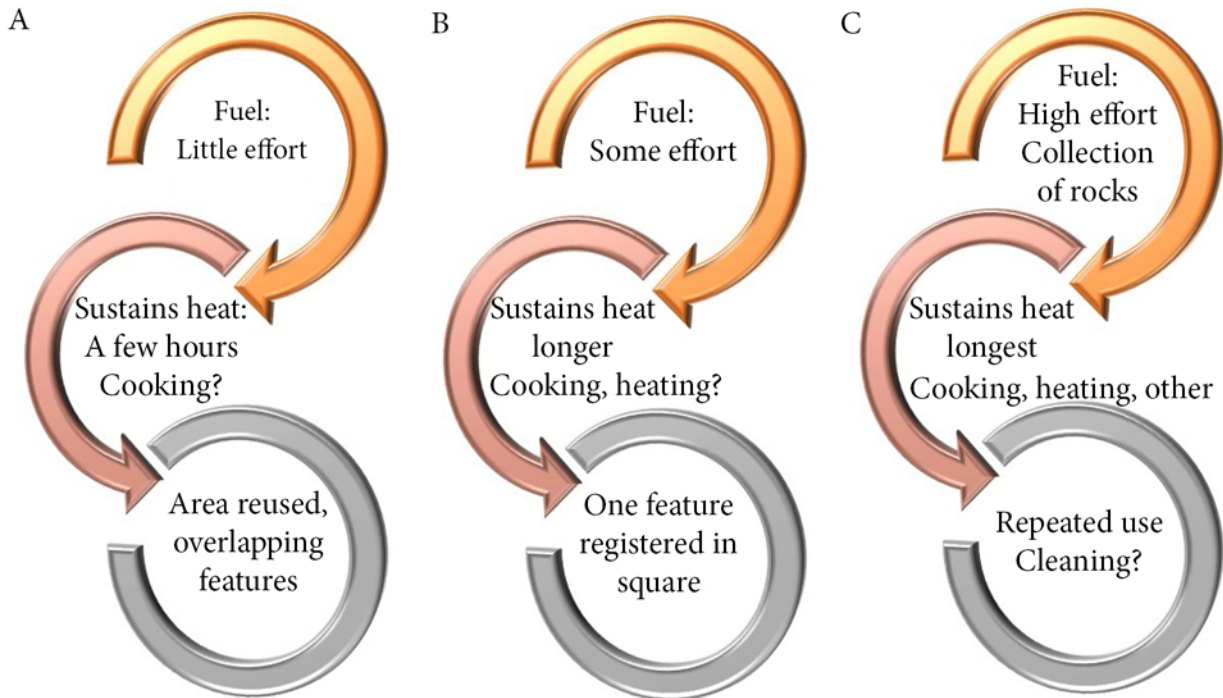 A
Fuel:
Little effort
Sustains heat:
A few hours
Cooking?
Area reused,
overlapping
features
B
Fuel:
Some effort
Sustains heat
longer
Cooking, heating?
One feature
registered in
square
C
Fuel:
High effort
Collection
of rocks
Sustains heat
longest
Cooking, heating, other
Repeated use
Cleaning?